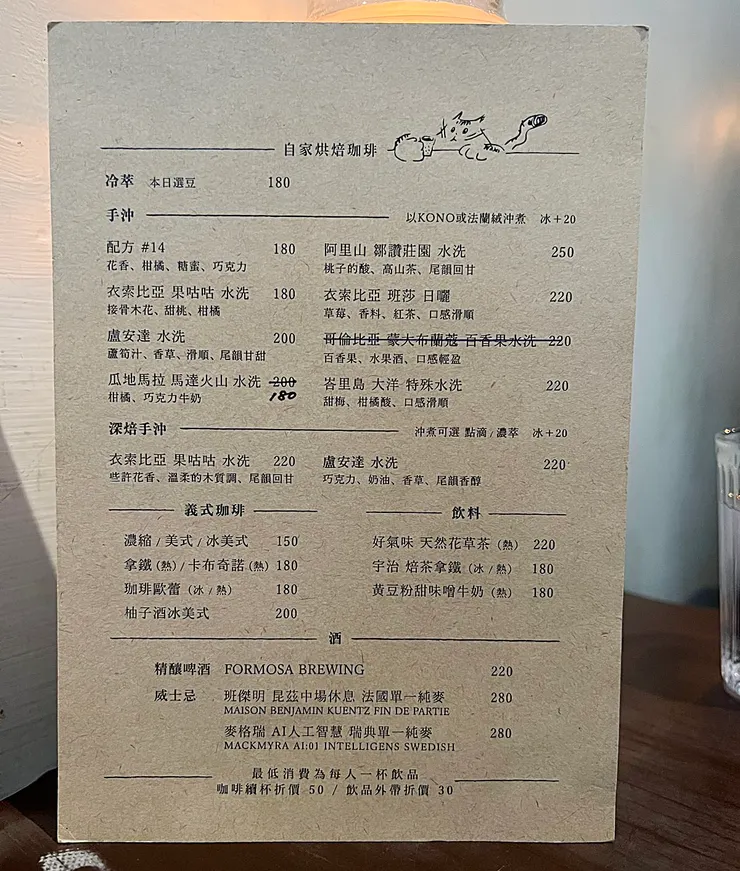 自家烘焙珈琲
冷萃 本日選豆 180
手沖 以KONO或法蘭絨沖煮 冰+20
配方 #14 180
花香、柑橘、糖蜜、巧克力
衣索比亞 果咕咕 水洗 180
接骨木花、甜桃、柑橘
盧安達 水洗 200
蘆筍汁、香草、滑順、尾韻甘甜
瓜地馬拉 馬達火山 水洗 200
180
柑橘、巧克力牛奶
阿里山 鄒讚莊園 水洗 250
桃子的酸、高山茶、尾韻回甘
衣索比亞 班莎 日曬 220
草莓、香料、紅茶、口感滑順
哥倫比亞 蒙大布蘭蔻 百香果水洗 220
百香果、水果酒、口感輕盈
峇里島 大洋 特殊水洗 220
甜梅、柑橘酸、口感滑順
深焙手沖 沖煮可選 點滴/濃萃 冰+20
衣索比亞 果咕咕 水洗 220
些許花香、溫柔的木質調、尾韻回甘
盧安達 水洗 220
巧克力、奶油、香草、尾韻香醇
義式珈琲
濃縮/美式/冰美式 150
拿鐵(熱)/卡布奇諾(熱) 180
珈琲歐蕾(冰/熱) 180
柚子酒冰美式 200
飲料
好氣味 天然花草茶(熱) 220
宇治 焙茶拿鐵(冰/熱) 180
黃豆粉甜味噌牛奶(熱) 180
酒
精釀啤酒 FORMOSA BREWING 220
威士忌 班傑明 昆茲中場休息 法國單一純麥 280
MAISON BENJAMIN KUENTZ FIN DE PARTIE
麥格瑞 AI人工智慧 瑞典單一純麥 280
MACKMYRA AI:01 INTELLIGENS SWEDISH
最低消費為每人一杯飲品
咖啡續杯折價 50 / 飲品外帶折價 30